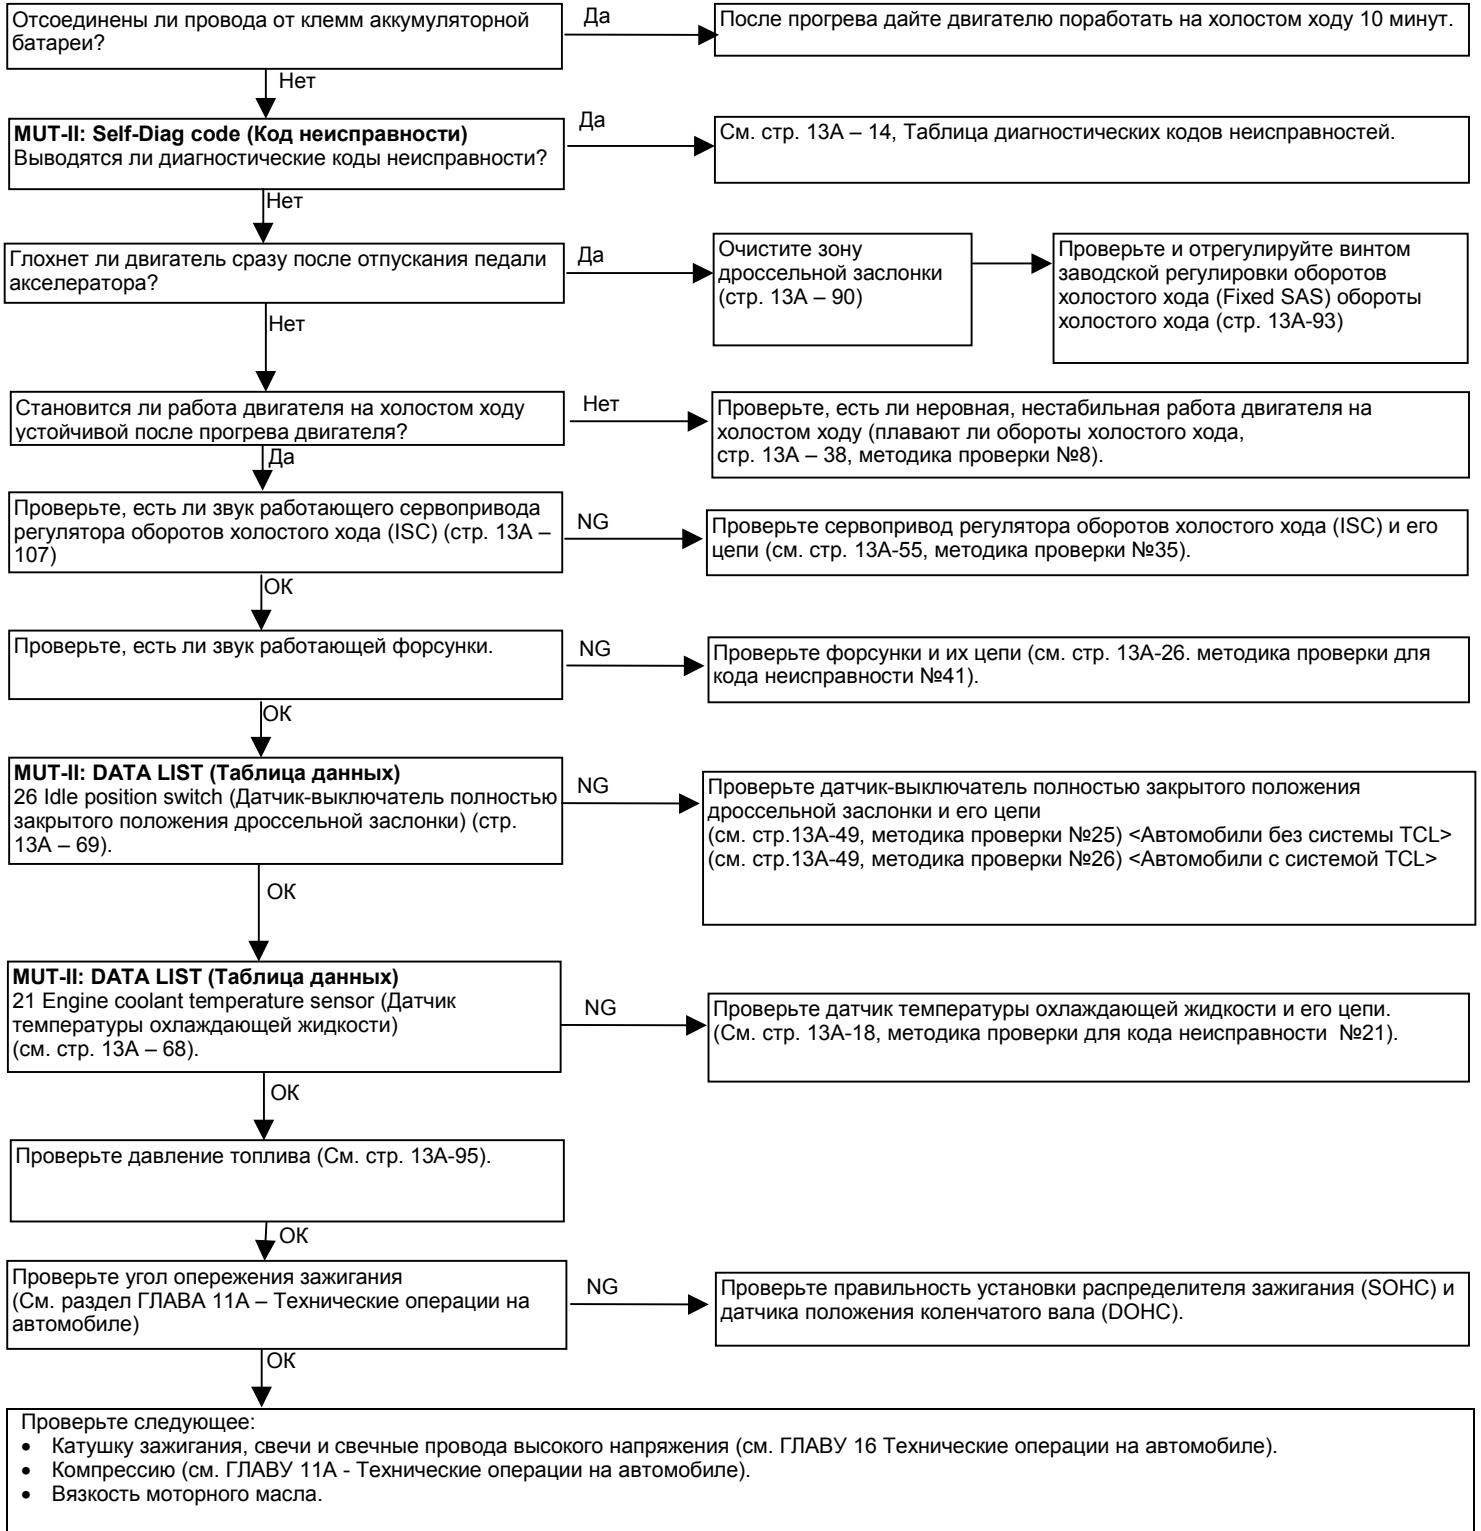 Отсоединены ли провода от клемм аккумуляторной
батареи?
Да
После прогрева дайте двигателю поработать на холостом ходу 10 минут.
Нет
MUT-II: Self-Diag code (Код неисправности)
Выводятся ли диагностические коды неисправности?
Да
См. стр. 13А – 14, Таблица диагностических кодов неисправностей.
Нет
Глохнет ли двигатель сразу после отпускания педали
акселератора?
Да
Очистите зону
дроссельной заслонки
(стр. 13А – 90)
Проверьте и отрегулируйте винтом
заводской регулировки оборотов
холостого хода (Fixed SAS) обороты
холостого хода (стр. 13А-93)
Нет
Становится ли работа двигателя на холостом ходу
устойчивой после прогрева двигателя?
Нет
Проверьте, есть ли неровная, нестабильная работа двигателя на
холостом ходу (плавают ли обороты холостого хода,
стр. 13А – 38, методика проверки №8).
Да
Проверьте, есть ли звук работающего сервопривода
регулятора оборотов холостого хода (ISC) (стр. 13А –
107)
NG
Проверьте сервопривод регулятора оборотов холостого хода (ISC) и его
цепи (см. стр. 13А-55, методика проверки №35).
ОК
Проверьте, есть ли звук работающей форсунки.
NG
Проверьте форсунки и их цепи (см. стр. 13А-26. методика проверки для
кода неисправности №41).
ОК
MUT-II: DATA LIST (Таблица данных)
26 Idle position switch (Датчик-выключатель полностью
закрытого положения дроссельной заслонки) (стр.
13А – 69).
NG
Проверьте датчик-выключатель полностью закрытого положения
дроссельной заслонки и его цепи
(см. стр.13А-49, методика проверки №25) <Автомобили без системы TCL>
(см. стр.13А-49, методика проверки №26) <Автомобили с системой TCL>
ОК
MUT-II: DATA LIST (Таблица данных)
21 Engine coolant temperature sensor (Датчик
температуры охлаждающей жидкости)
(см. стр. 13А – 68).
NG
Проверьте датчик температуры охлаждающей жидкости и его цепи.
(См. стр. 13А-18, методика проверки для кода неисправности №21).
ОК
Проверьте давление топлива (См. стр. 13А-95).
ОК
Проверьте угол опережения зажигания
(См. раздел ГЛАВА 11А – Технические операции на
автомобиле)
NG
Проверьте правильность установки распределителя зажигания (SOHC) и
датчика положения коленчатого вала (DOHC).
ОК
Проверьте следующее:
• Катушку зажигания, свечи и свечные провода высокого напряжения (см. ГЛАВУ 16 Технические операции на автомобиле).
• Компрессию (см. ГЛАВУ 11А - Технические операции на автомобиле).
• Вязкость моторного масла.